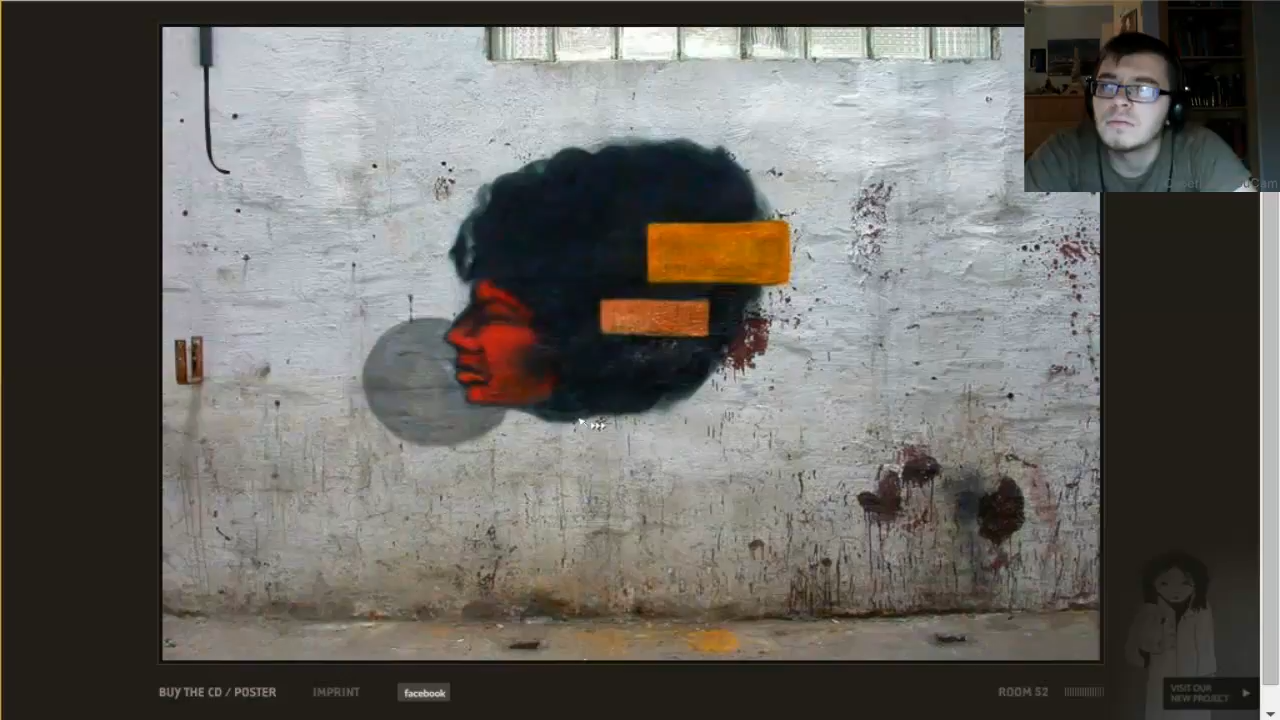 BUY THE CD / POSTER
IMPRINT
facebook
ROOM 52
VISIT OUR
NEW PROJECT